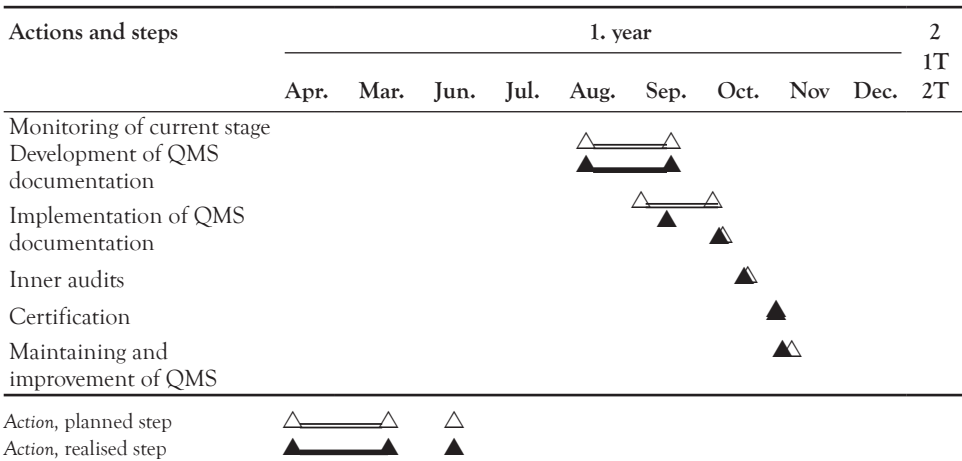 Actions and steps 1. year 2
1T
Apr. Mar. Jun. Jul. Aug. Sep. Oct. Nov Dec. 2T
Monitoring of current stage
Development of QMS
documentation
Implementation of QMS
documentation
Inner audits
Certification
Maintaining and
improvement of QMS
Action, planned step
Action, realised step